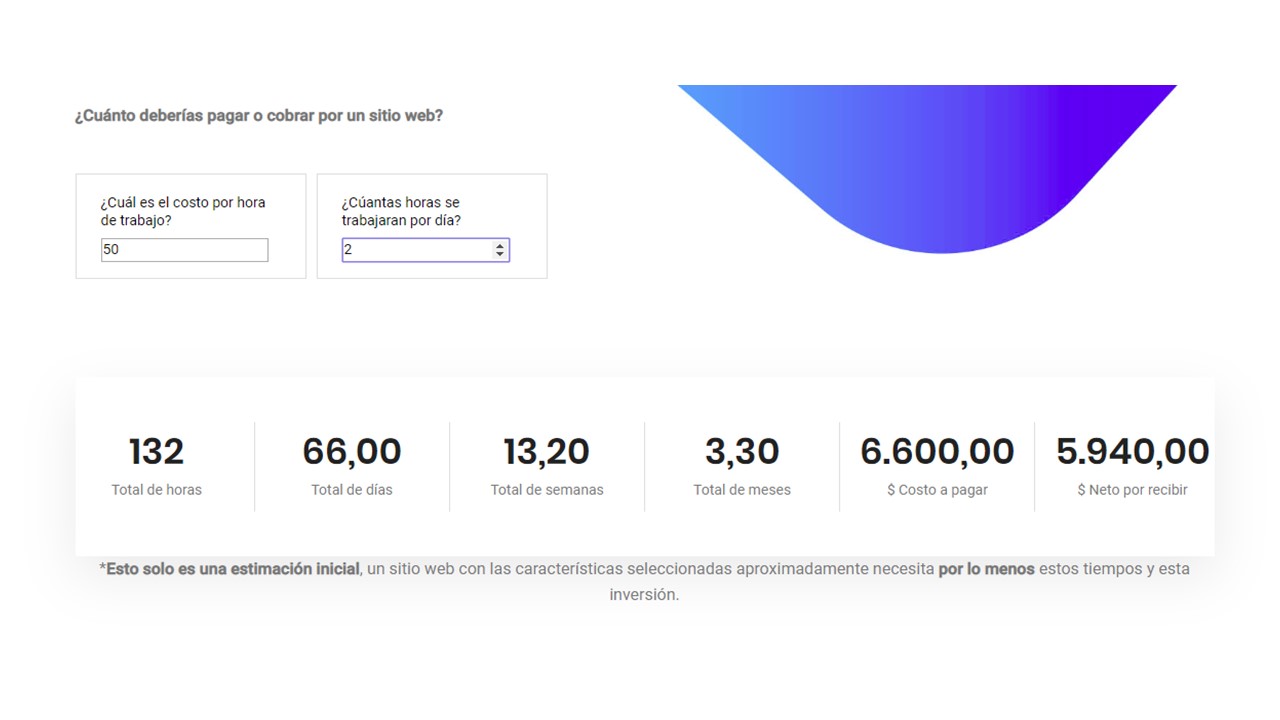 ¿Cuánto deberías pagar o cobrar por un sitio web?
¿Cuál es el costo por hora
de trabajo?
50
¿Cúantas horas se
trabajaran por día?
2
132
Total de horas
66,00
Total de días
13,20
Total de semanas
3,30
Total de meses
6.600,00
$ Costo a pagar
5.940,00
$ Neto por recibir
*Esto solo es una estimación inicial, un sitio web con las características seleccionadas aproximadamente necesita por lo menos estos tiempos y esta
inversión.